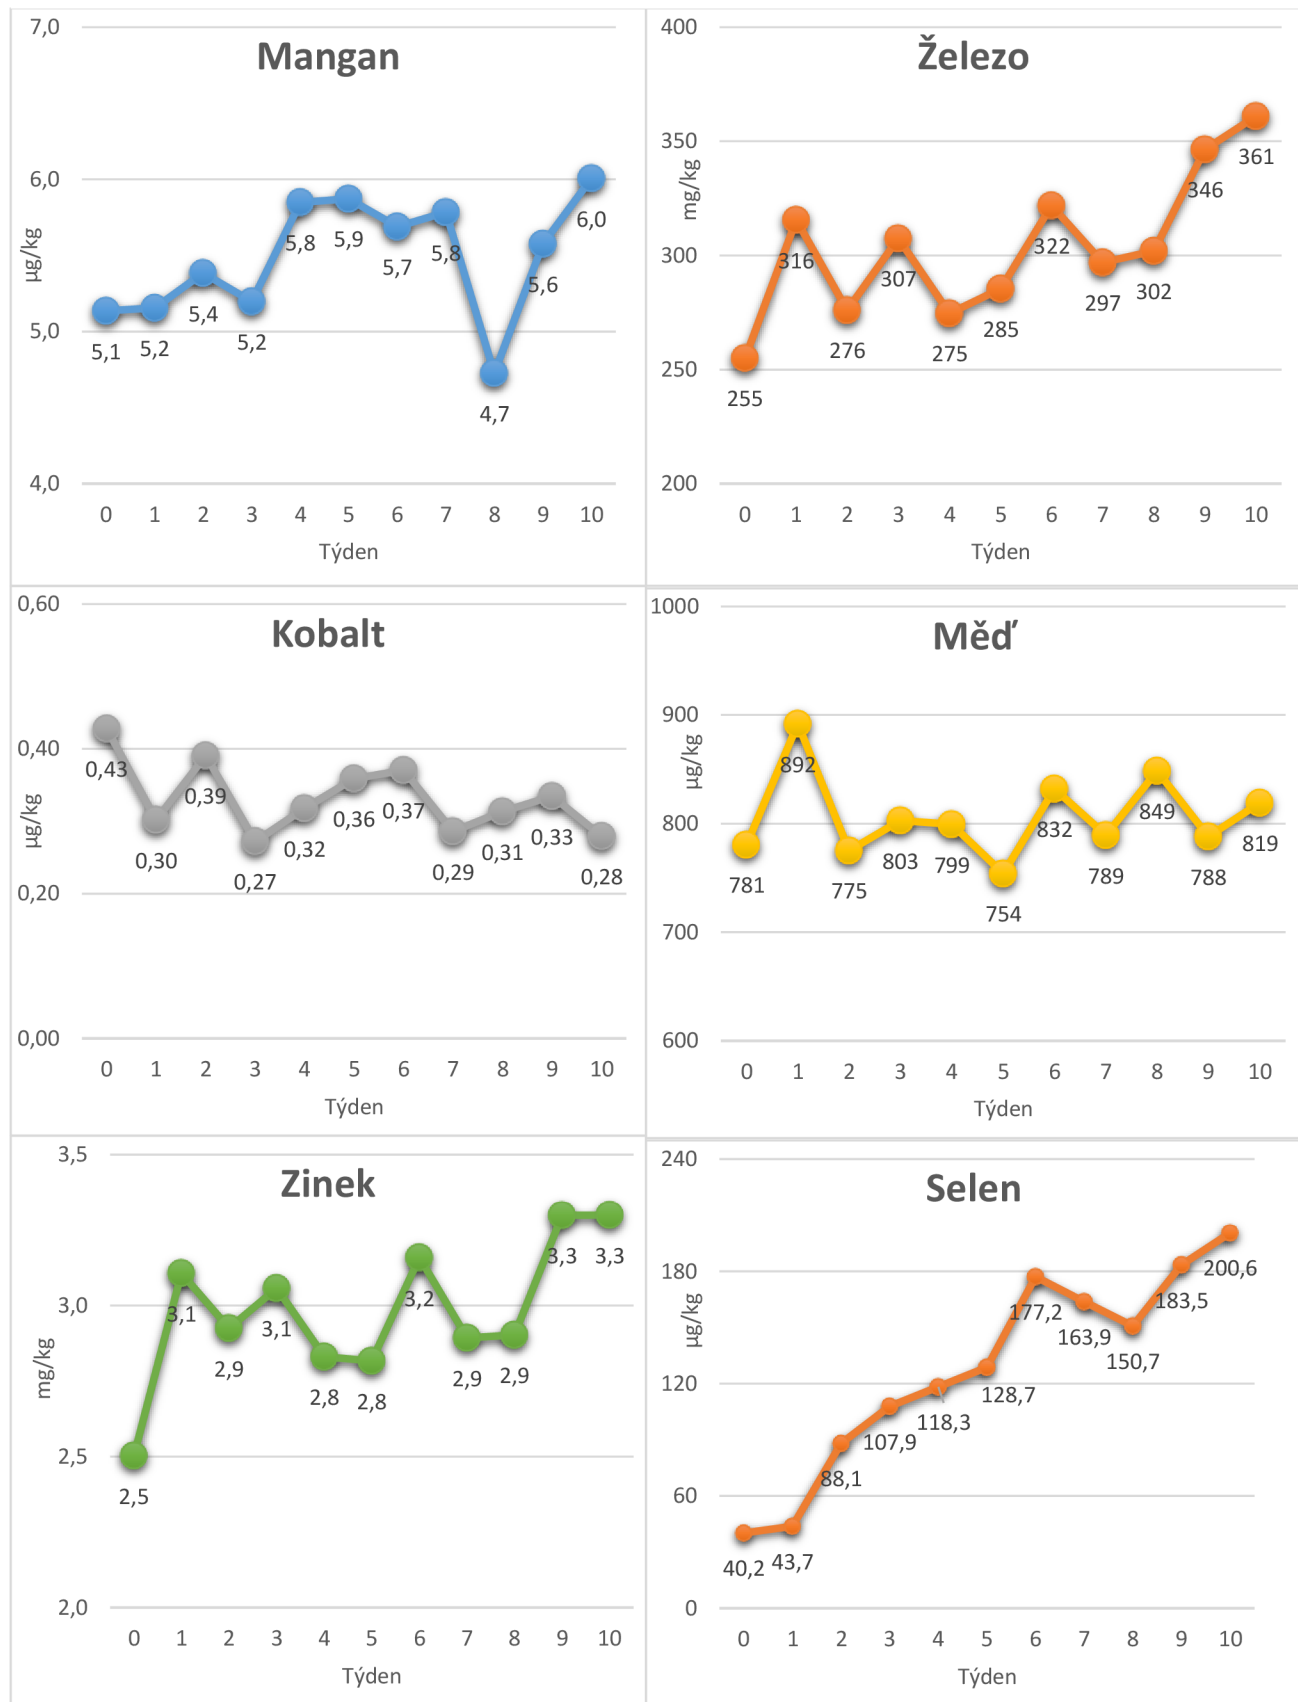 Mangan
7,0
6,0
5,0
4,0
µg/kg
5,1 5,2 5,4 5,2 5,8 5,9 5,7 5,8 4,7 5,6 6,0
0 1 2 3 4 5 6 7 8 9 10
Týden
Železo
400
350
300
250
200
mg/kg
255 316 276 307 275 285 322 297 302 346 361
0 1 2 3 4 5 6 7 8 9 10
Týden
Kobalt
0,60
0,40
0,20
0,00
µg/kg
0,43 0,30 0,39 0,27 0,32 0,36 0,37 0,29 0,31 0,33 0,28
0 1 2 3 4 5 6 7 8 9 10
Týden
Měď
1000
900
800
700
600
µg/kg
781 892 775 803 799 754 832 789 849 788 819
0 1 2 3 4 5 6 7 8 9 10
Týden
Zinek
3,5
3,0
2,5
2,0
mg/kg
2,5 3,1 2,9 3,1 2,8 2,8 3,2 2,9 2,9 3,3 3,3
0 1 2 3 4 5 6 7 8 9 10
Týden
Selen
240
180
120
60
0
µg/kg
40,2 43,7 88,1 107,9 118,3 128,7 177,2 163,9 150,7 183,5 200,6
0 1 2 3 4 5 6 7 8 9 10
Týden